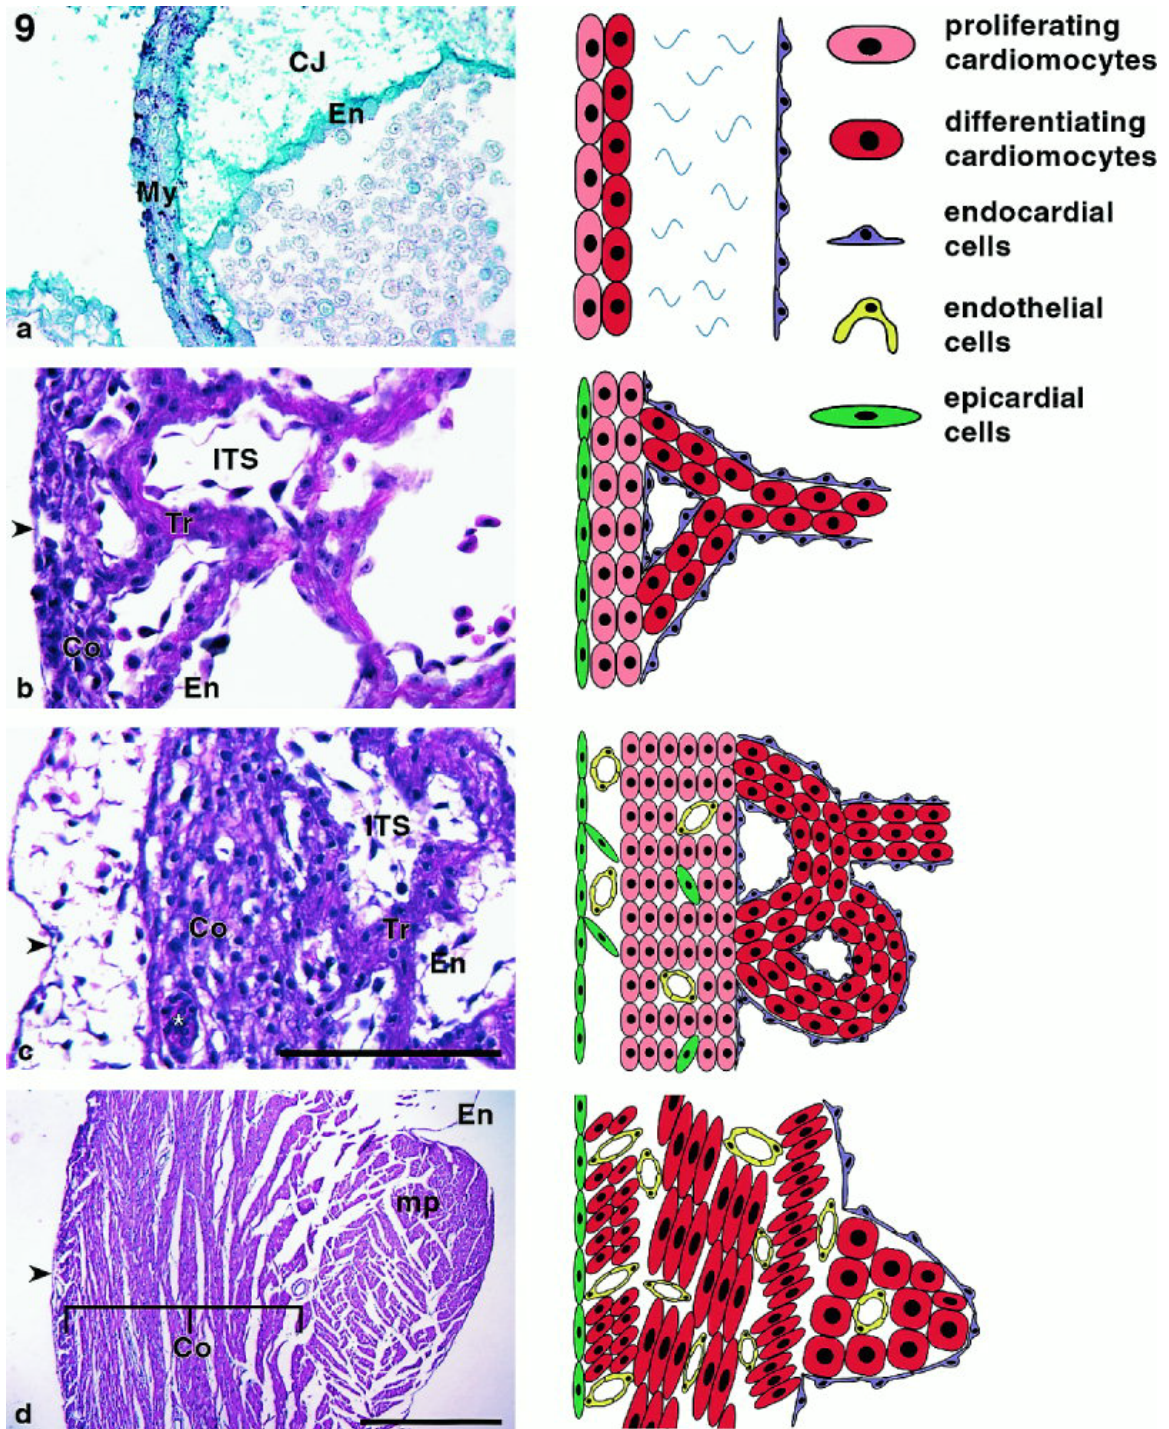 9
CJ
En
My
a
proliferating
cardiomocytes
differentiating
cardiomocytes
endocardial
cells
endothelial
cells
epicardial
cells
ITS
Tr
Co
En
b
ITS
Co
Tr
En
*
c
En
mp
Co
d